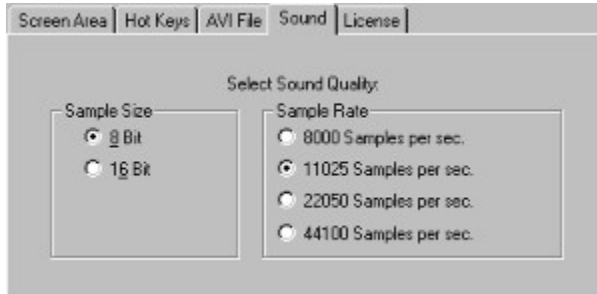 Screen Area Hot Keys AVI File Sound License
Select Sound Quality:
Sample Size
8 Bit
16 Bit
Sample Rate
8000 Samples per sec.
11025 Samples per sec.
22050 Samples per sec.
44100 Samples per sec.